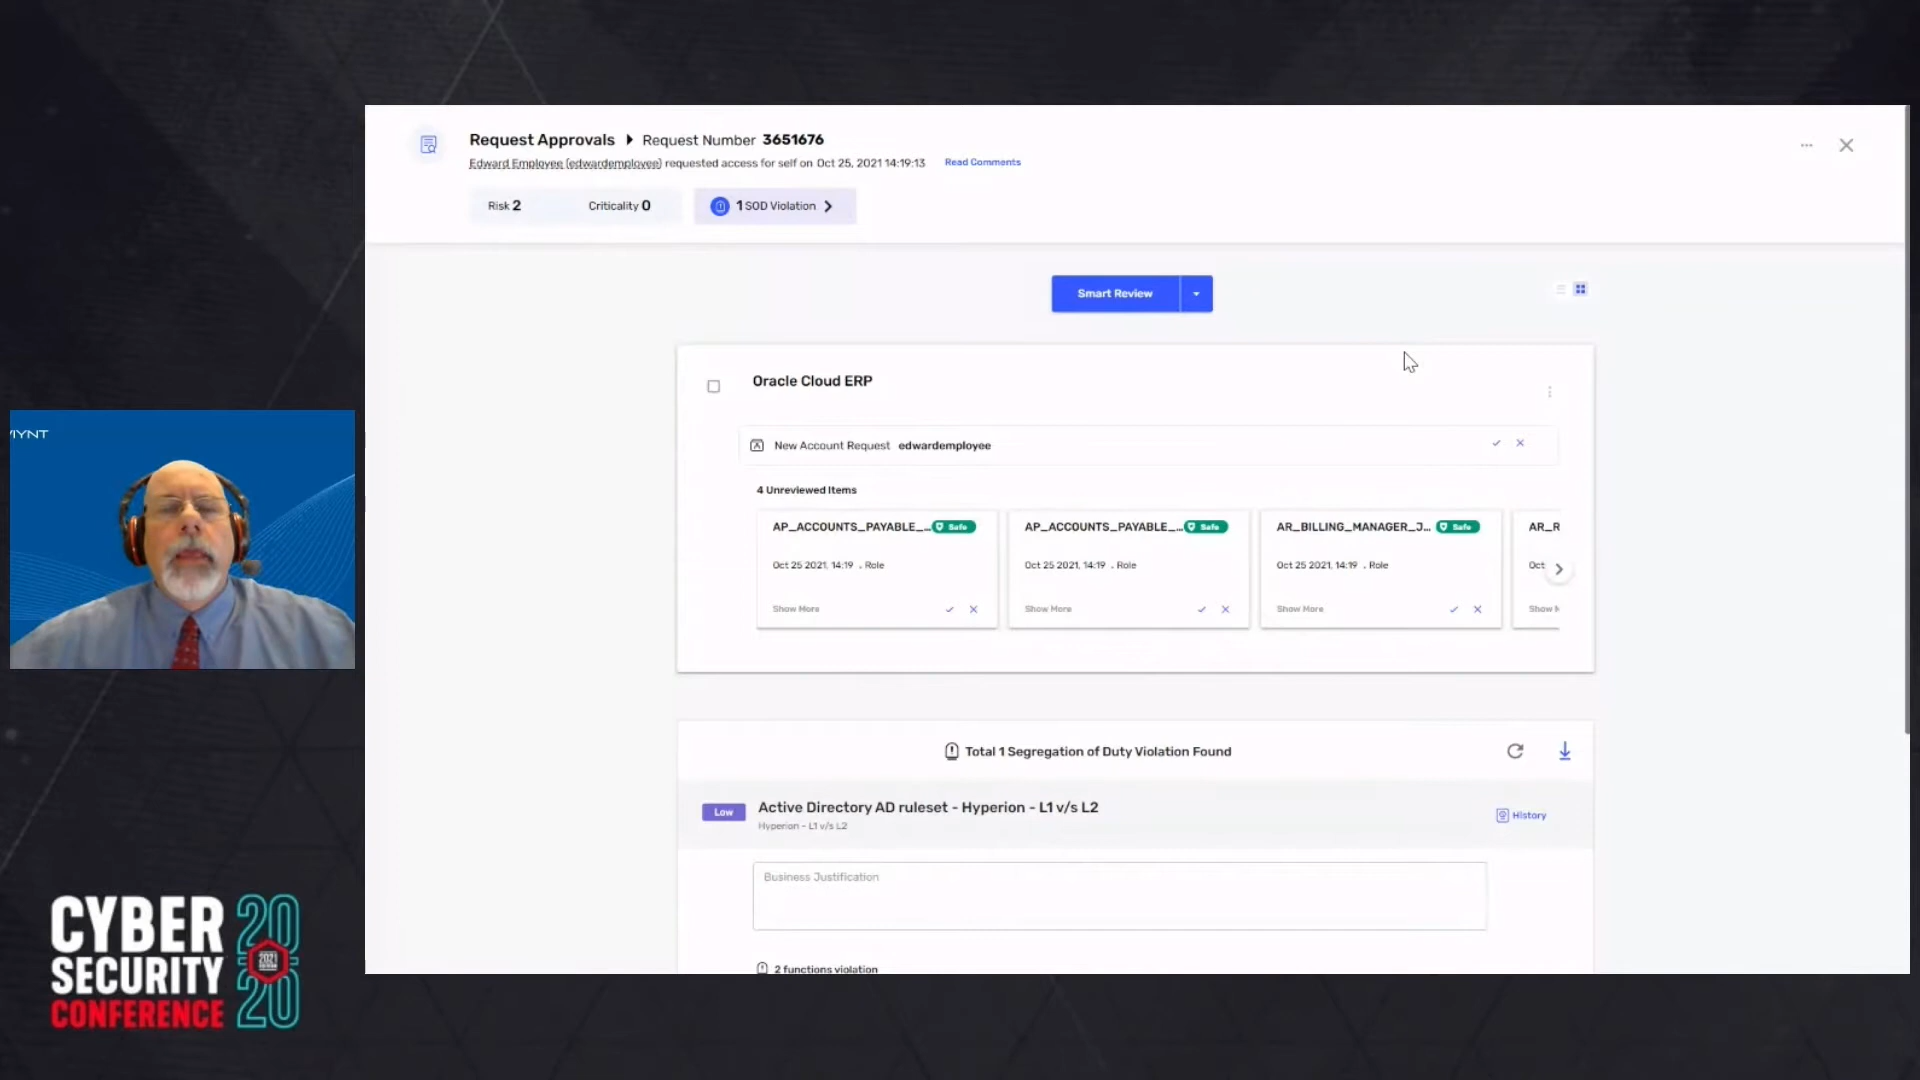 Request Approvals Request Number 3651676
Edward Employee (edwardemployee) requested access for self on Oct 25, 2021 14:19:13 Read Comments
Risk 2 Criticality 0 1 SOD Violation
Smart Review
Oracle Cloud ERP
New Account Request edwardemployee
4 Unreviewed Items
AP_ACCOUNTS_PAYABLE_... Safe AP_ACCOUNTS_PAYABLE_... Safe AR_BILLING_MANAGER_J... Safe AR_R
Oct 25 2021, 14:19 . Role Oct 25 2021, 14:19 . Role Oct 25 2021, 14:19 . Role Oct
Show More Show More Show More Show
Total 1 Segregation of Duty Violation Found
Low Active Directory AD ruleset - Hyperion - L1 v/s L2
Hyperion - L1 v/s L2
History
Business Justification
2 functions violation
IYNT
CYBER
SECURITY
CONFERENCE
2020
2021